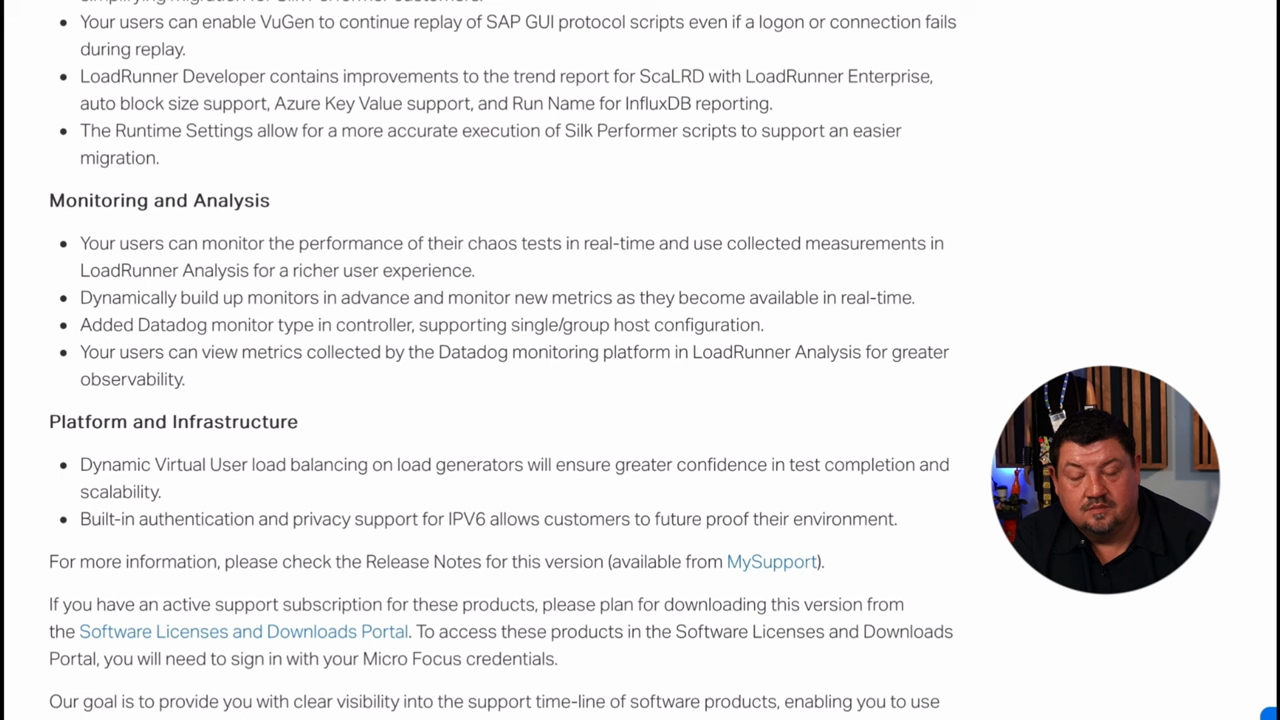 Your users can enable VuGen to continue replay of SAP GUI protocol scripts even if a logon or connection fails
during replay.
LoadRunner Developer contains improvements to the trend report for ScaLRD with LoadRunner Enterprise,
auto block size support, Azure Key Value support, and Run Name for InfluxDB reporting.
The Runtime Settings allow for a more accurate execution of Silk Performer scripts to support an easier
migration.
Monitoring and Analysis
Your users can monitor the performance of their chaos tests in real-time and use collected measurements in
LoadRunner Analysis for a richer user experience.
Dynamically build up monitors in advance and monitor new metrics as they become available in real-time.
Added Datadog monitor type in controller, supporting single/group host configuration.
Your users can view metrics collected by the Datadog monitoring platform in LoadRunner Analysis for greater
observability.
Platform and Infrastructure
Dynamic Virtual User load balancing on load generators will ensure greater confidence in test completion and
scalability.
Built-in authentication and privacy support for IPV6 allows customers to future proof their environment.
For more information, please check the Release Notes for this version (available from MySupport).
If you have an active support subscription for these products, please plan for downloading this version from
the Software Licenses and Downloads Portal. To access these products in the Software Licenses and Downloads
Portal, you will need to sign in with your Micro Focus credentials.
Our goal is to provide you with clear visibility into the support time-line of software products, enabling you to use